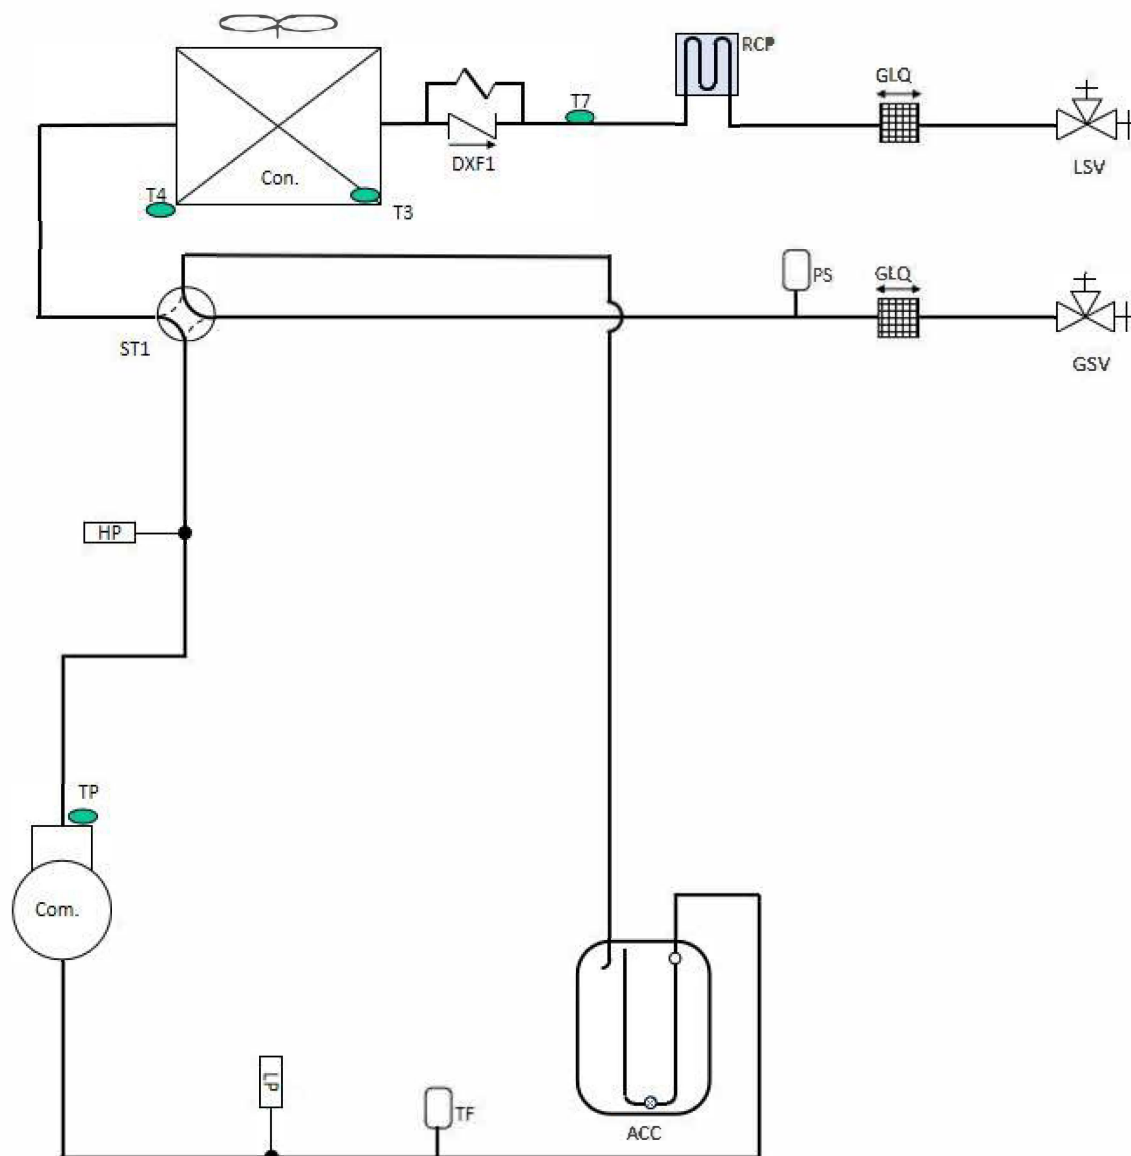 RCP
GLQ
T7
DXF1
Con.
LSV
T4
T3
PS
GLQ
ST1
GSV
HP
TP
Com.
LP
TF
ACC